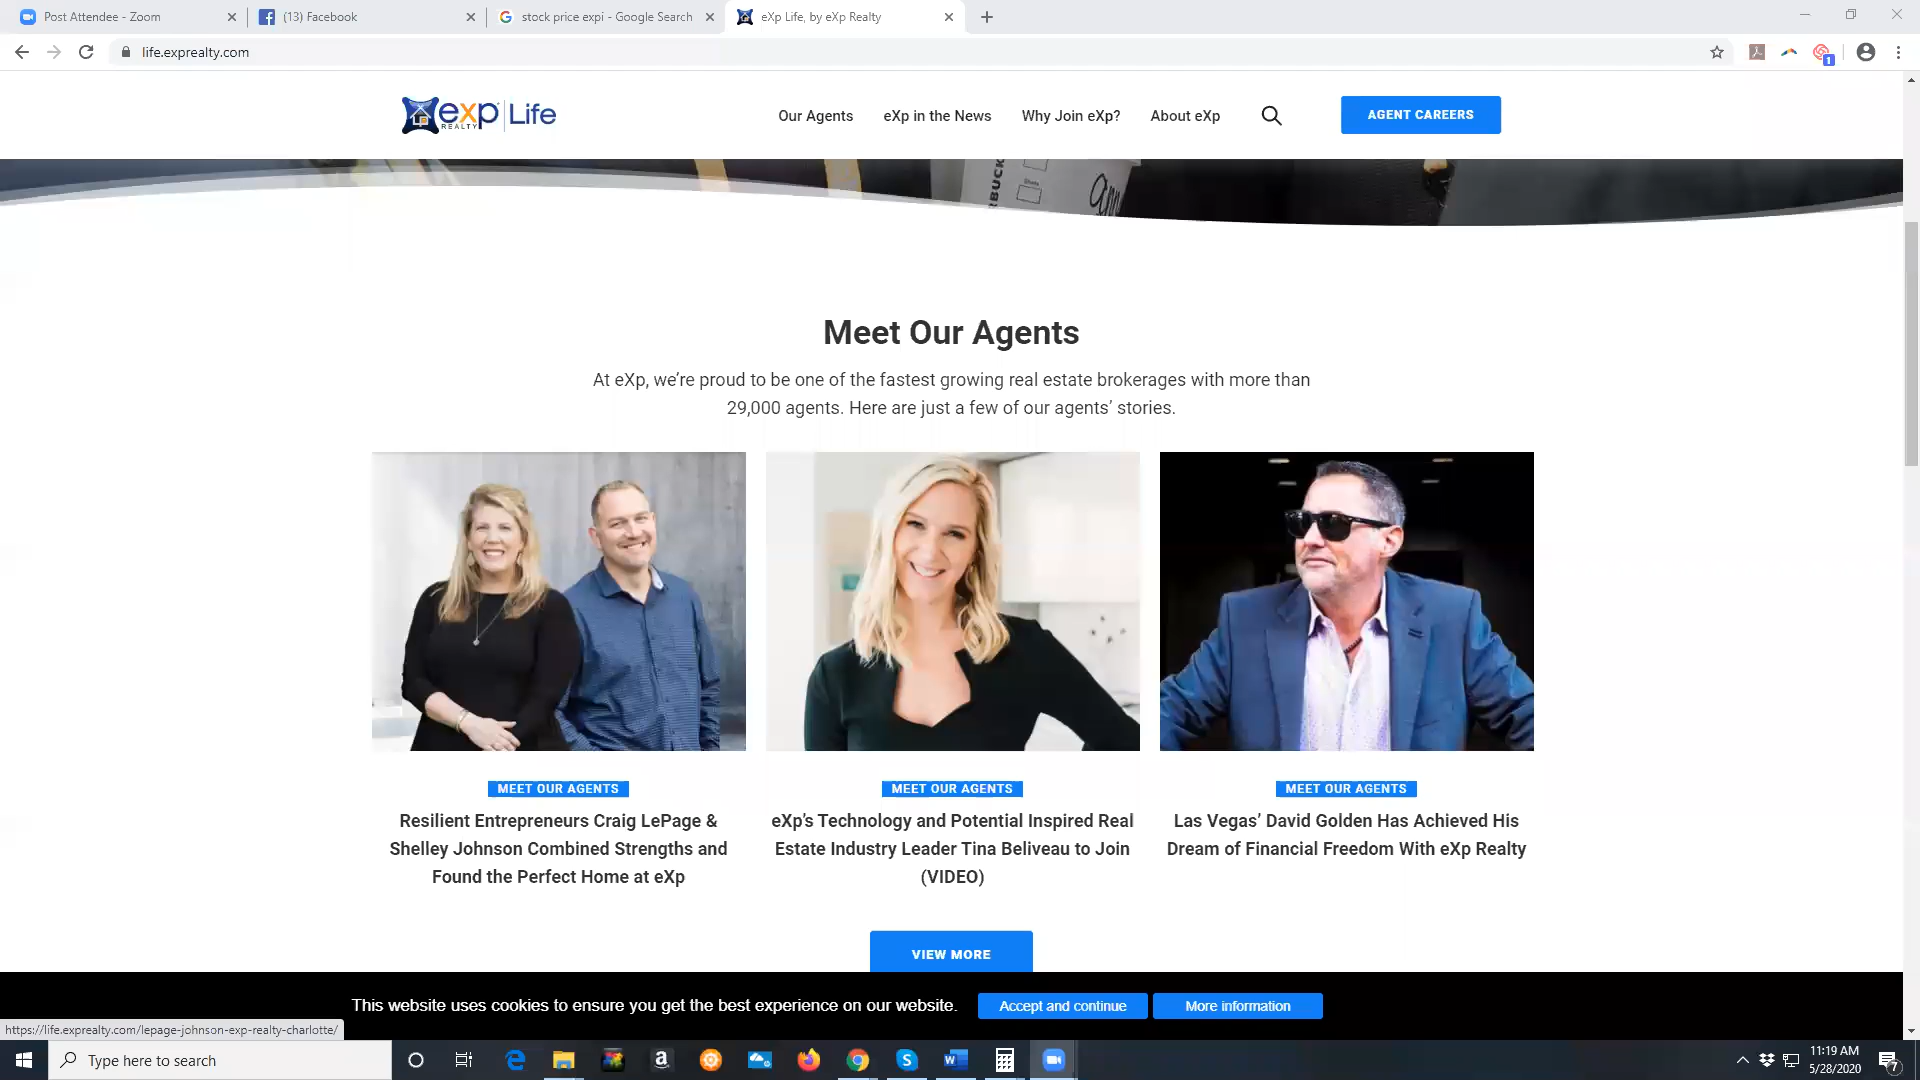 Post Attendee - Zoom
(13) Facebook
stock price expi - Google Search
eXp Life, by eXp Realty
life.exprealty.com
1
eXp REALTY | Life
Our Agents
eXp in the News
Why Join eXp?
About eXp
AGENT CAREERS
Meet Our Agents
At eXp, we’re proud to be one of the fastest growing real estate brokerages with more than
29,000 agents. Here are just a few of our agents’ stories.
MEET OUR AGENTS
Resilient Entrepreneurs Craig LePage &
Shelley Johnson Combined Strengths and
Found the Perfect Home at eXp
MEET OUR AGENTS
eXp’s Technology and Potential Inspired Real
Estate Industry Leader Tina Beliveau to Join
(VIDEO)
MEET OUR AGENTS
Las Vegas’ David Golden Has Achieved His
Dream of Financial Freedom With eXp Realty
VIEW MORE
This website uses cookies to ensure you get the best experience on our website.
Accept and continue
More information
https://life.exprealty.com/lepage-johnson-exp-realty-charlotte/
Type here to search
11:19 AM
5/28/2020
7